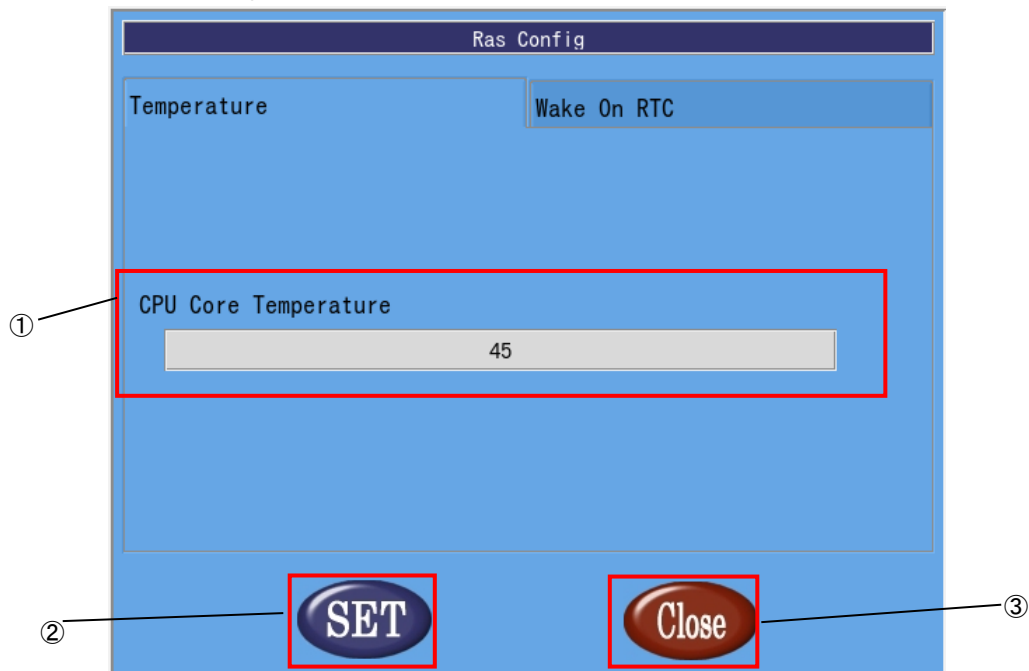 Ras Config
Temperature
Wake On RTC
① CPU Core Temperature
45
② SET
Close ③